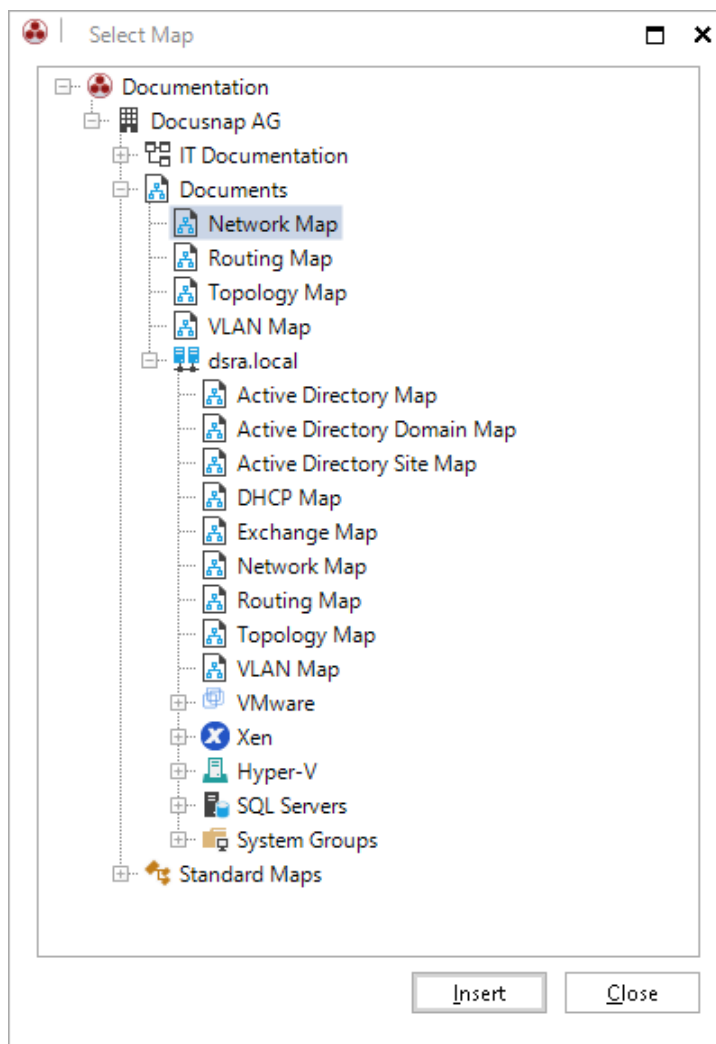 Select Map
Documentation
Docusnap AG
IT Documentation
Documents
Network Map
Routing Map
Topology Map
VLAN Map
dsra.local
Active Directory Map
Active Directory Domain Map
Active Directory Site Map
DHCP Map
Exchange Map
Network Map
Routing Map
Topology Map
VLAN Map
VMware
Xen
Hyper-V
SQL Servers
System Groups
Standard Maps
Insert Close